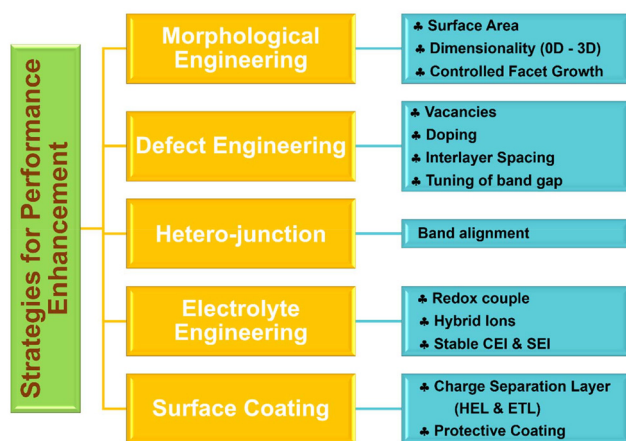 Strategies for Performance
Enhancement
Morphological
Engineering
♣ Surface Area
♣ Dimensionality (0D - 3D)
♣ Controlled Facet Growth
Defect Engineering
♣ Vacancies
♣ Doping
♣ Interlayer Spacing
♣ Tuning of band gap
Hetero-junction
Band alignment
Electrolyte
Engineering
♣ Redox couple
♣ Hybrid Ions
♣ Stable CEI & SEI
Surface Coating
♣ Charge Separation Layer
(HEL & ETL)
♣ Protective Coating